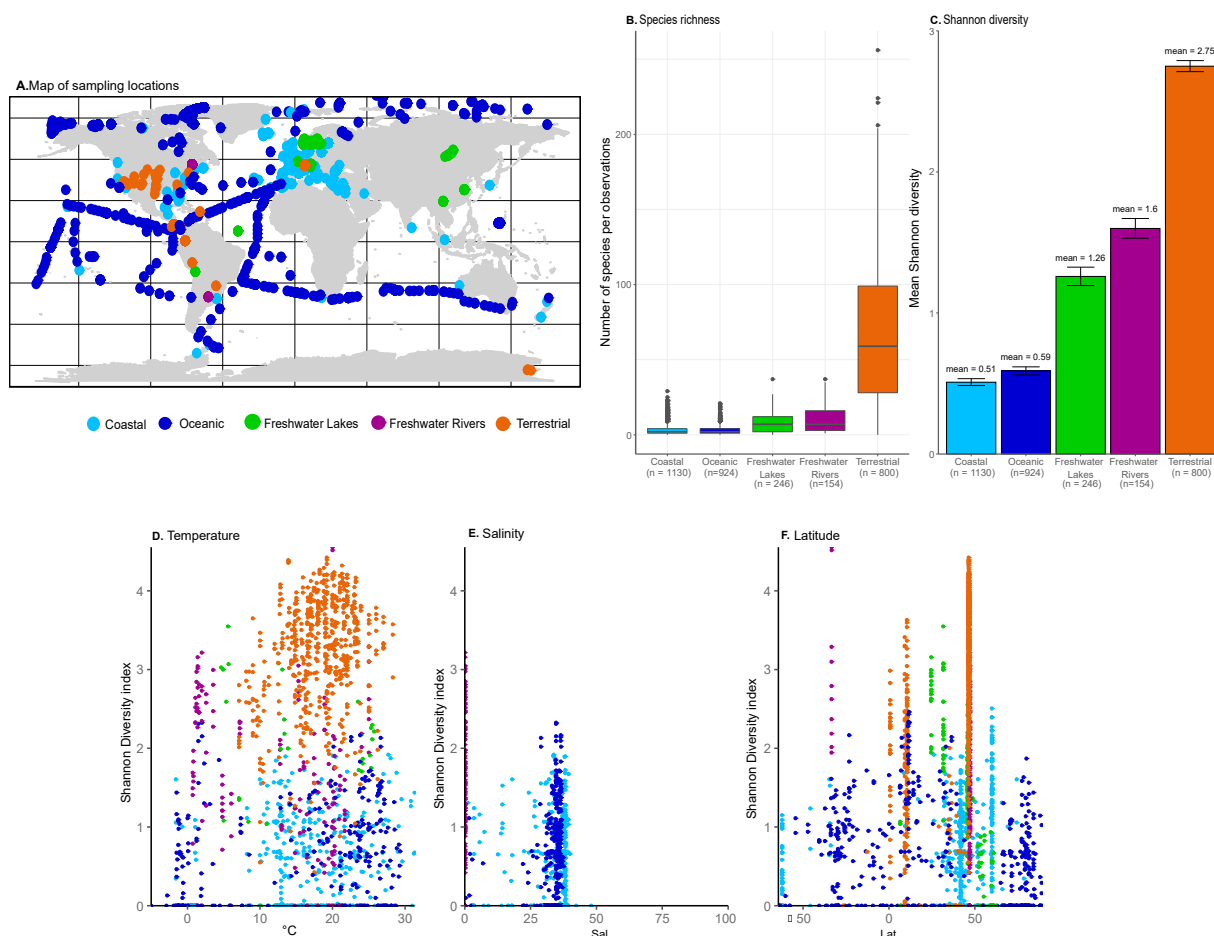 A.Map of sampling locations
Coastal
Oceanic
Freshwater Lakes
Freshwater Rivers
Terrestrial
B. Species richness
Number of species per observations
200
100
0
Coastal
(n = 1130)
Oceanic
(n=924)
Freshwater
Lakes
(n = 246)
Freshwater
Rivers
(n=154)
Terrestrial
(n = 800)
C. Shannon diversity
Mean Shannon diversity
3
2
1
0
mean = 0.51
mean = 0.59
mean = 1.26
mean = 1.6
mean = 2.75
Coastal
(n = 1130)
Oceanic
(n=924)
Freshwater
Lakes
(n = 246)
Freshwater
Rivers
(n=154)
Terrestrial
(n = 800)
D. Temperature
Shannon Diversity index
4
3
2
1
0
0 10 20 30
°C
E. Salinity
Shannon Diversity index
4
3
2
1
0
0 25 50 75 100
Sal
F. Latitude
Shannon Diversity index
4
3
2
1
0
▯ 50 0 50
Lat